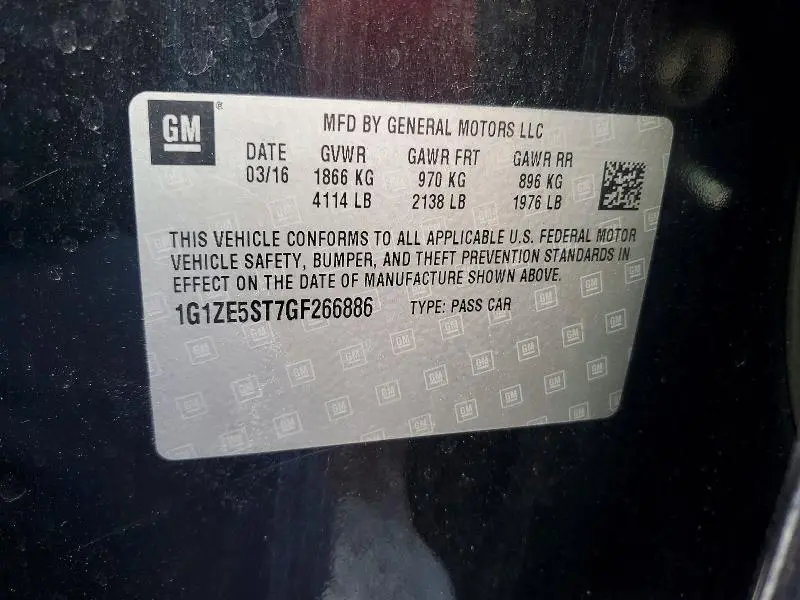 GM ®
MFD BY GENERAL MOTORS LLC
DATE GVWR GAWR FRT GAWR RR
03/16 1866 KG 970 KG 896 KG
4114 LB 2138 LB 1976 LB
THIS VEHICLE CONFORMS TO ALL APPLICABLE U.S. FEDERAL MOTOR
VEHICLE SAFETY, BUMPER, AND THEFT PREVENTION STANDARDS IN
EFFECT ON THE DATE OF MANUFACTURE SHOWN ABOVE.
1G1ZE5ST7GF266886 TYPE: PASS CAR